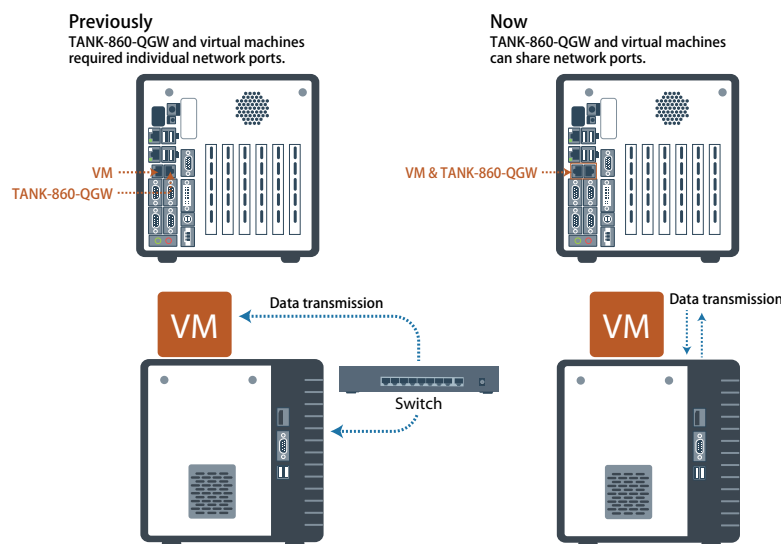 Previously
TANK-860-QGW and virtual machines
required individual network ports.
VM
TANK-860-QGW
Data transmission
VM
Switch
Now
TANK-860-QGW and virtual machines
can share network ports.
VM & TANK-860-QGW
VM
Data transmission